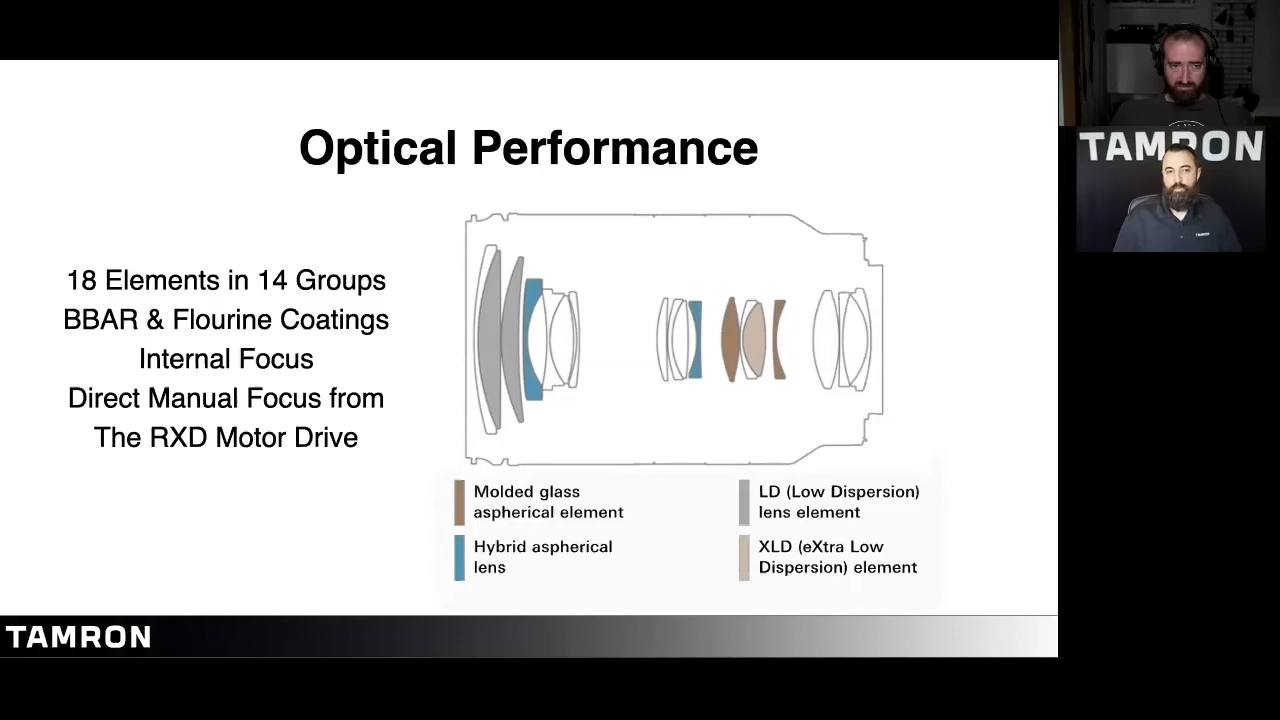 Optical Performance
18 Elements in 14 Groups
BBAR & Flourine Coatings
Internal Focus
Direct Manual Focus from
The RXD Motor Drive
Molded glass
aspherical element
Hybrid aspherical
lens
LD (Low Dispersion)
lens element
XLD (eXtra Low
Dispersion) element
TAMRON
TAMRON
TAMRON